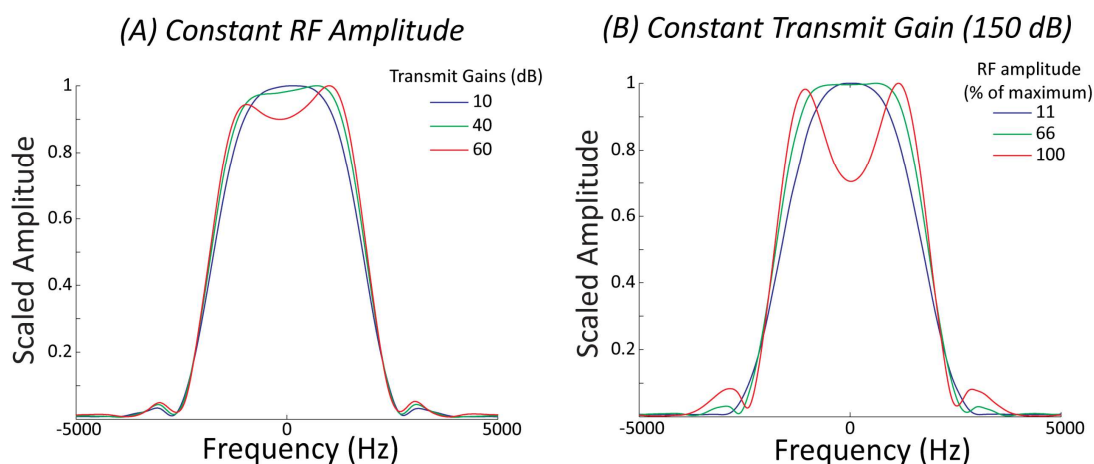 (A) Constant RF Amplitude
Transmit Gains (dB)
10
40
60
1
0.8
0.6
0.4
0.2
Scaled Amplitude
-5000
0
5000
Frequency (Hz)
(B) Constant Transmit Gain (150 dB)
RF amplitude
(% of maximum)
11
66
100
1
0.8
0.6
0.4
0.2
Scaled Amplitude
-5000
0
5000
Frequency (Hz)